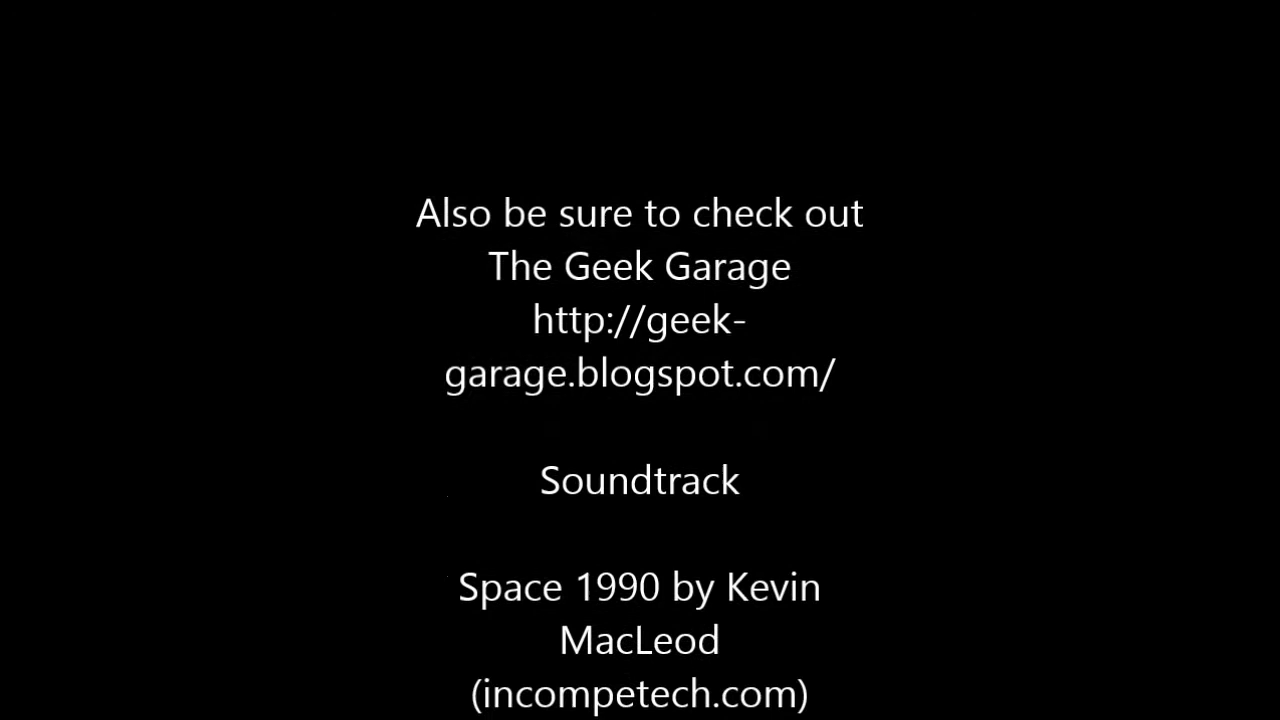 Also be sure to check out
The Geek Garage
http://geek-
garage.blogspot.com/
Soundtrack
Space 1990 by Kevin
MacLeod
(incompetech.com)